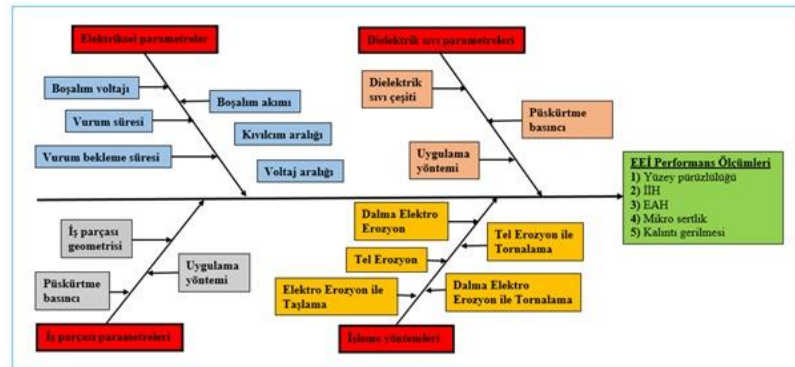 Elektriksel parametreler
Dielektrik sıvı parametreleri
Boşalım voltajı
Boşalım akımı
Vurum süresi
Kıvılcım aralığı
Vurum bekleme süresi
Voltaj aralığı
Dielektrik
sıvı çeşiti
Püskürtme
basıncı
Uygulama
yöntemi
EEİ Performans Ölçümleri
1) Yüzey pürüzlülüğü
2) İİH
3) EAH
4) Mikro sertlik
5) Kalıntı gerilmesi
İş parçası
geometrisi
Uygulama
yöntemi
Püskürtme
basıncı
Dalma Elektro
Erozyon
Tel Erozyon ile
Tornalama
Tel Erozyon
Elektro Erozyon ile
Taşlama
Dalma Elektro
Erozyon ile Tornalama
İş parçası parametreleri
İşleme yöntemleri